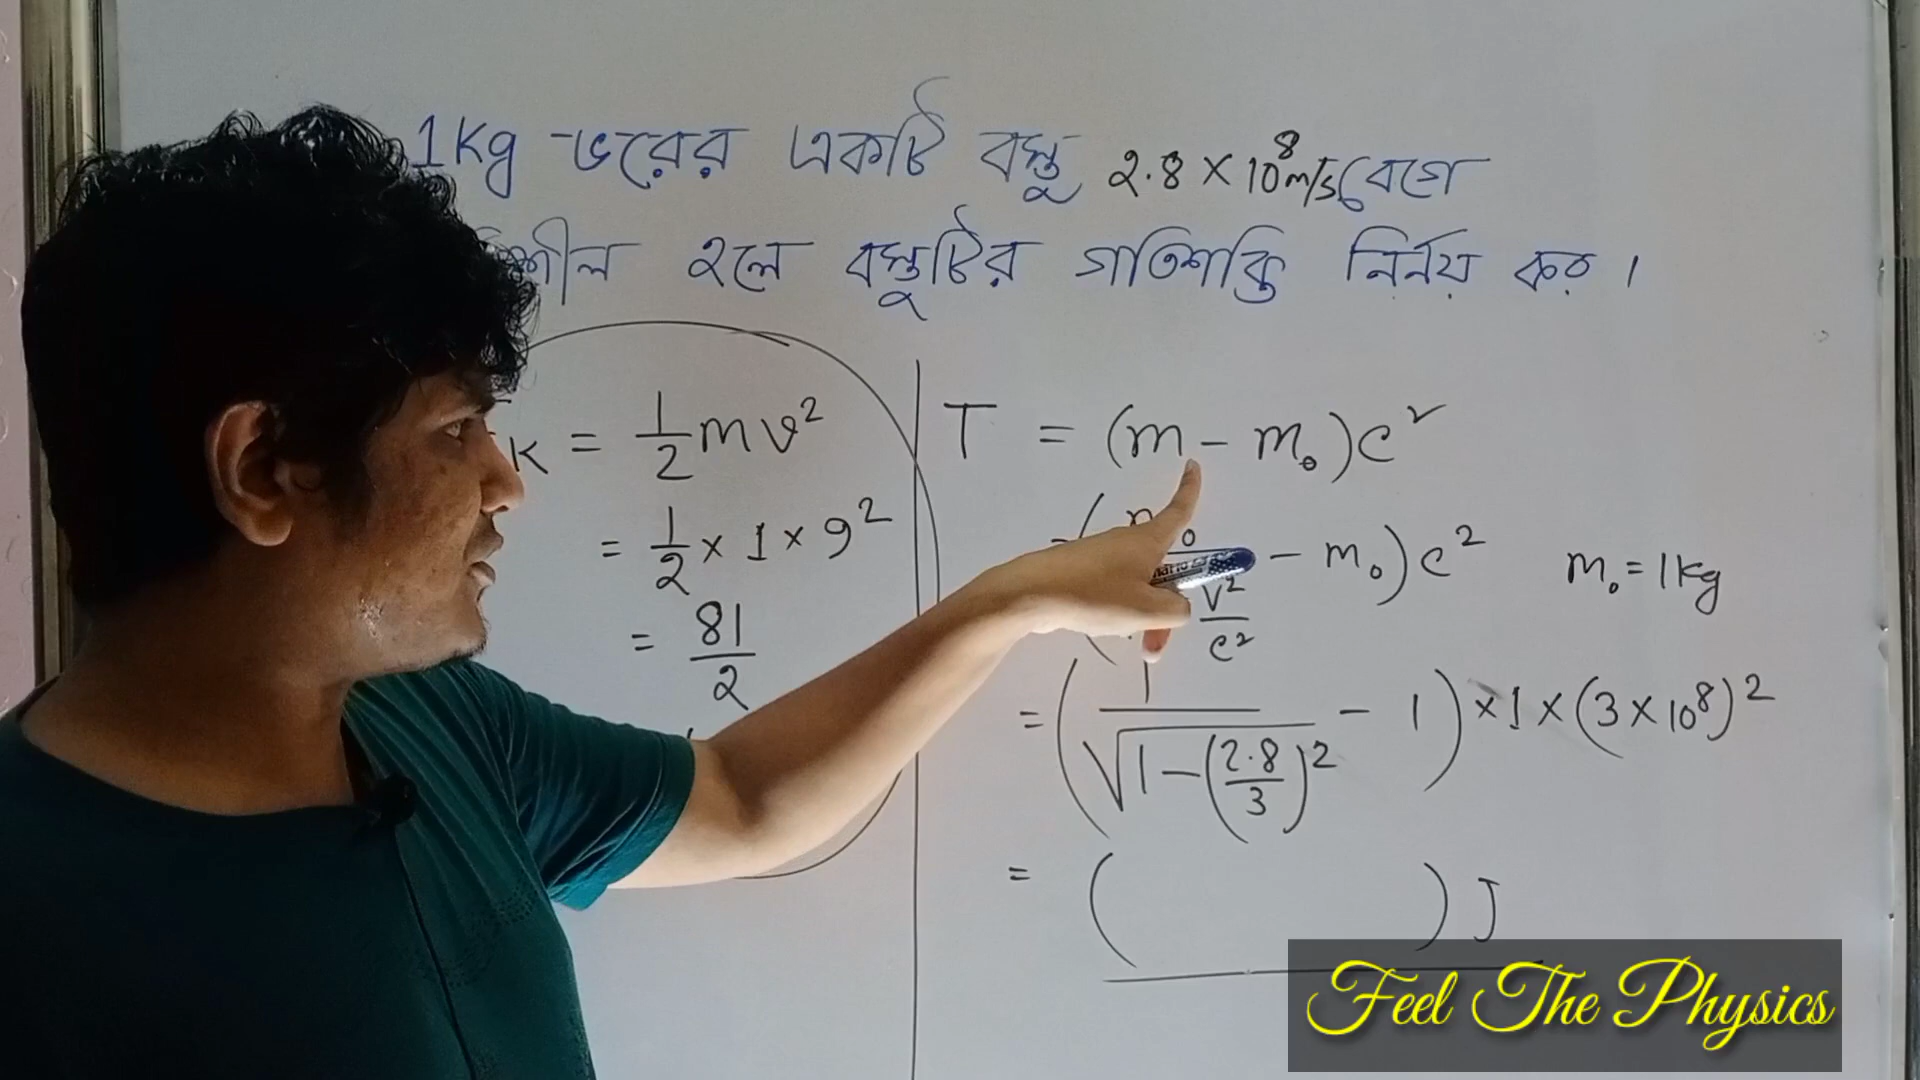 1Kg ভরের একটি বস্তু 2.8 × 10⁸ m/s বেগে
শীল হলে বস্তুটির গতিশক্তি নির্নয় কর।
K = 1/2 mv²
= 1/2 × 1 × 9²
= 81/2
T = (m - m₀)c²
- m₀)c²
v²/c²
m₀ = 1kg
= (1/√(1-(2.8/3)²) - 1) × 1 × (3 × 10⁸)²
= ( ) J
Feel The Physics